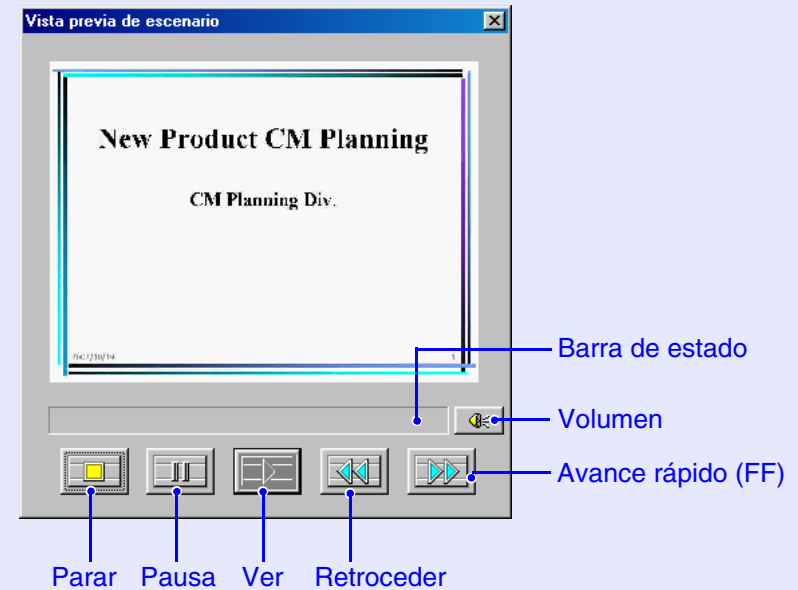 Vista previa de escenario
New Product CM Planning
CM Planning Div.
1
Barra de estado
Volumen
Avance rápido (FF)
Parar Pausa Ver Retroceder